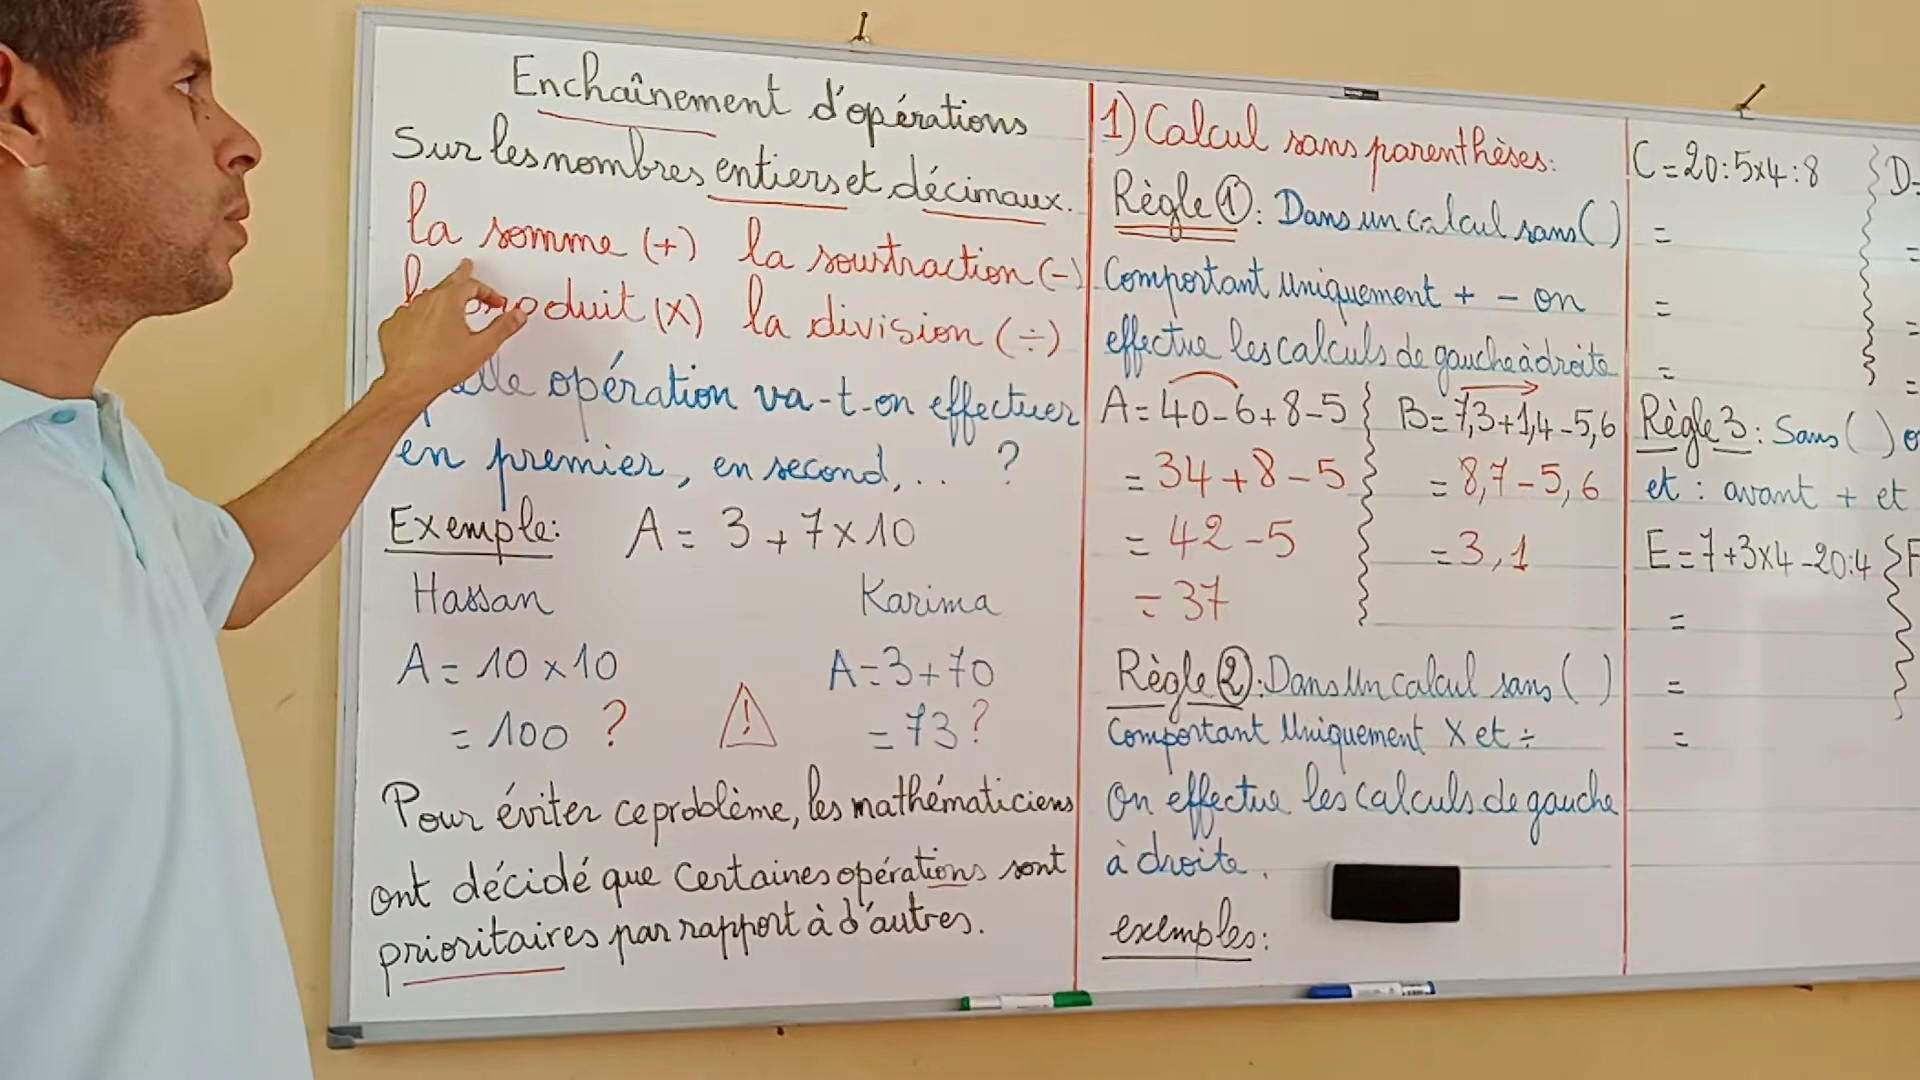 Enchaînement d'opérations
Sur les nombres entiers et décimaux.
la somme (+) la soustraction (-)
produit (x) la division (÷)
opération va-t-on effectuer
en premier, en second,.. ?
Exemple: A = 3 + 7 x 10
Hassan Karima
A = 10 x 10 A = 3 + 70
= 100 ? ! = 73 ?
Pour éviter ce problème, les mathématiciens
ont décidé que certaines opérations sont
prioritaires par rapport à d'autres.
1) Calcul sans parenthèses:
Règle ①: Dans un calcul sans ( )
Comportant Uniquement + - on
effectue les calculs de gauche à droite
A = 40 - 6 + 8 - 5 B = 7,3 + 1,4 - 5,6
= 34 + 8 - 5 = 8,7 - 5,6
= 42 - 5 = 3,1
= 37
Règle ②: Dans Un calcul sans ( )
Comportant Uniquement X et ÷
On effectue les calculs de gauche
à droite.
exemples:
C = 20 : 5 x 4 : 8 D =
= =
= =
= =
Règle 3: Sans ( )
et : avant + et
E = 7 + 3 x 4 - 20 : 4 F
=
=
=